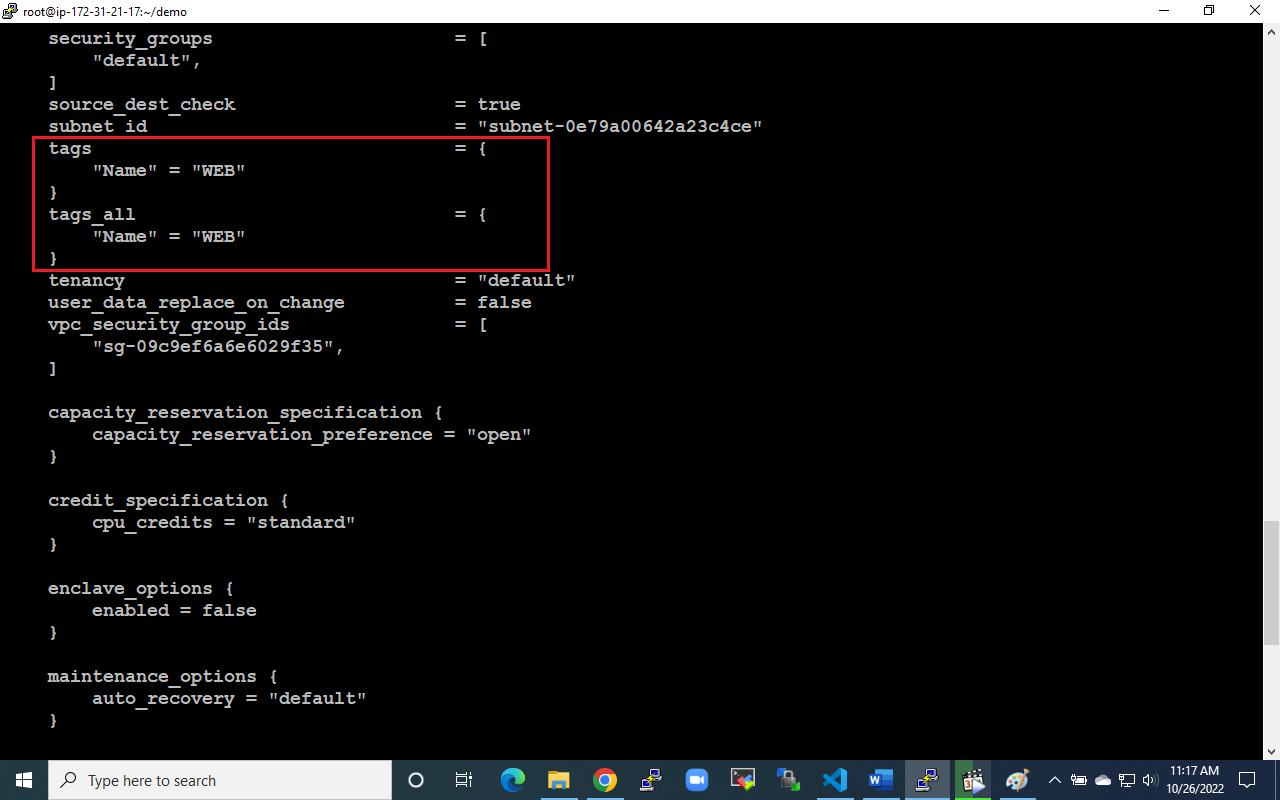 root@ip-172-31-21-17:~/demo
security_groups = [
"default",
]
source_dest_check = true
subnet_id = "subnet-0e79a00642a23c4ce"
tags = {
"Name" = "WEB"
}
tags_all = {
"Name" = "WEB"
}
tenancy = "default"
user_data_replace_on_change = false
vpc_security_group_ids = [
"sg-09c9ef6a6e6029f35",
]
capacity_reservation_specification {
capacity_reservation_preference = "open"
}
credit_specification {
cpu_credits = "standard"
}
enclave_options {
enabled = false
}
maintenance_options {
auto_recovery = "default"
}
Type here to search
11:17 AM
10/26/2022